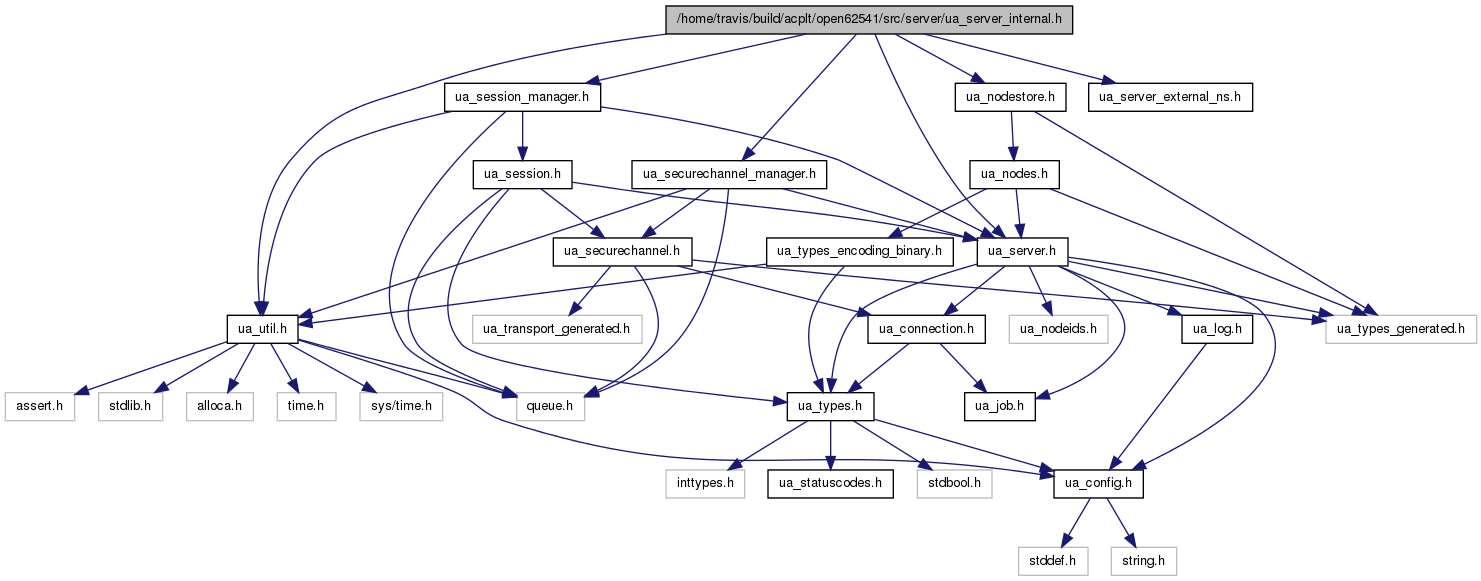 /home/travis/build/acplt/open62541/src/server/ua_server_internal.h
ua_session_manager.h
ua_nodestore.h
ua_server_external_ns.h
ua_session.h
ua_securechannel_manager.h
ua_nodes.h
ua_securechannel.h
ua_types_encoding_binary.h
ua_server.h
ua_util.h
ua_transport_generated.h
ua_connection.h
ua_nodeids.h
ua_log.h
ua_types_generated.h
assert.h
stdlib.h
alloca.h
time.h
sys/time.h
queue.h
ua_types.h
ua_job.h
inttypes.h
ua_statuscodes.h
stdbool.h
ua_config.h
stddef.h
string.h